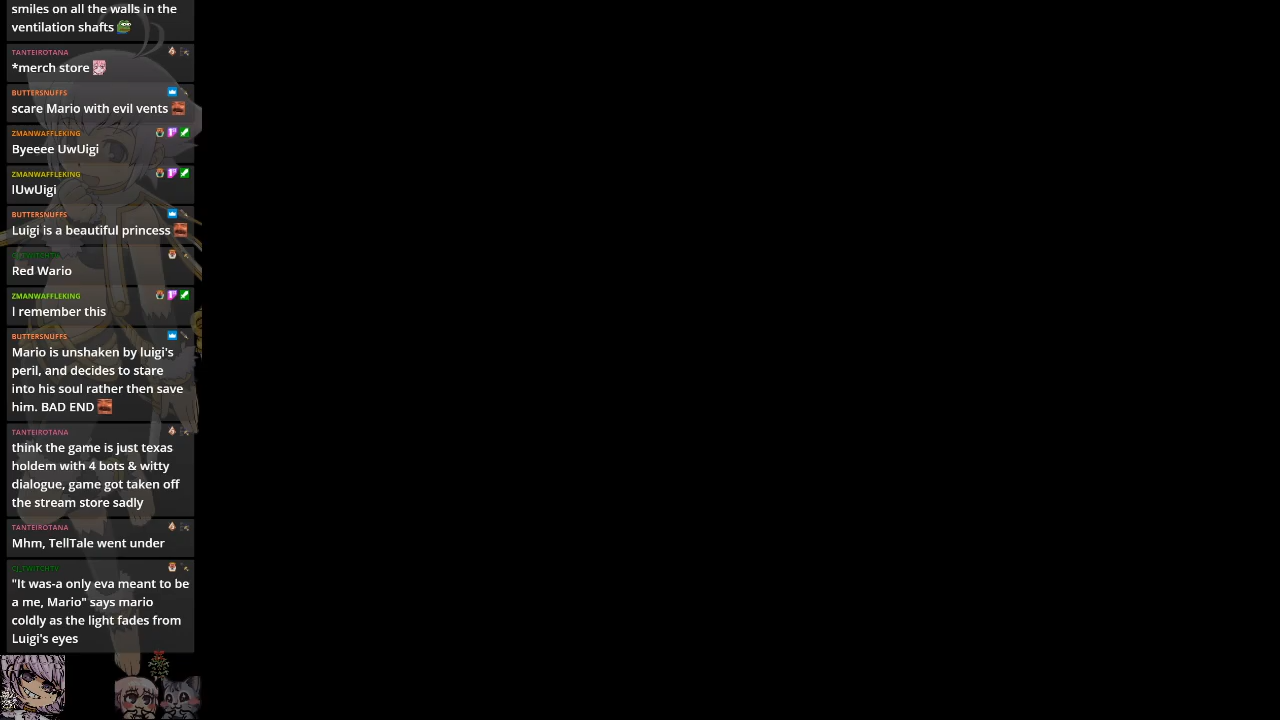 smiles on all the walls in the
ventilation shafts
TANTEIROTANA
*merch store
BUTTERSNUFFS
scare Mario with evil vents
ZMANWAFFLEKING
Byeeee UwUigi
ZMANWAFFLEKING
lUwUigi
BUTTERSNUFFS
Luigi is a beautiful princess
CJ_TWITCHTV
Red Wario
ZMANWAFFLEKING
I remember this
BUTTERSNUFFS
Mario is unshaken by luigi's
peril, and decides to stare
into his soul rather then save
him. BAD END
TANTEIROTANA
think the game is just texas
holdem with 4 bots & witty
dialogue, game got taken off
the stream store sadly
TANTEIROTANA
Mhm, TellTale went under
CJ_TWITCHTV
"It was-a only eva meant to be
a me, Mario" says mario
coldly as the light fades from
Luigi's eyes